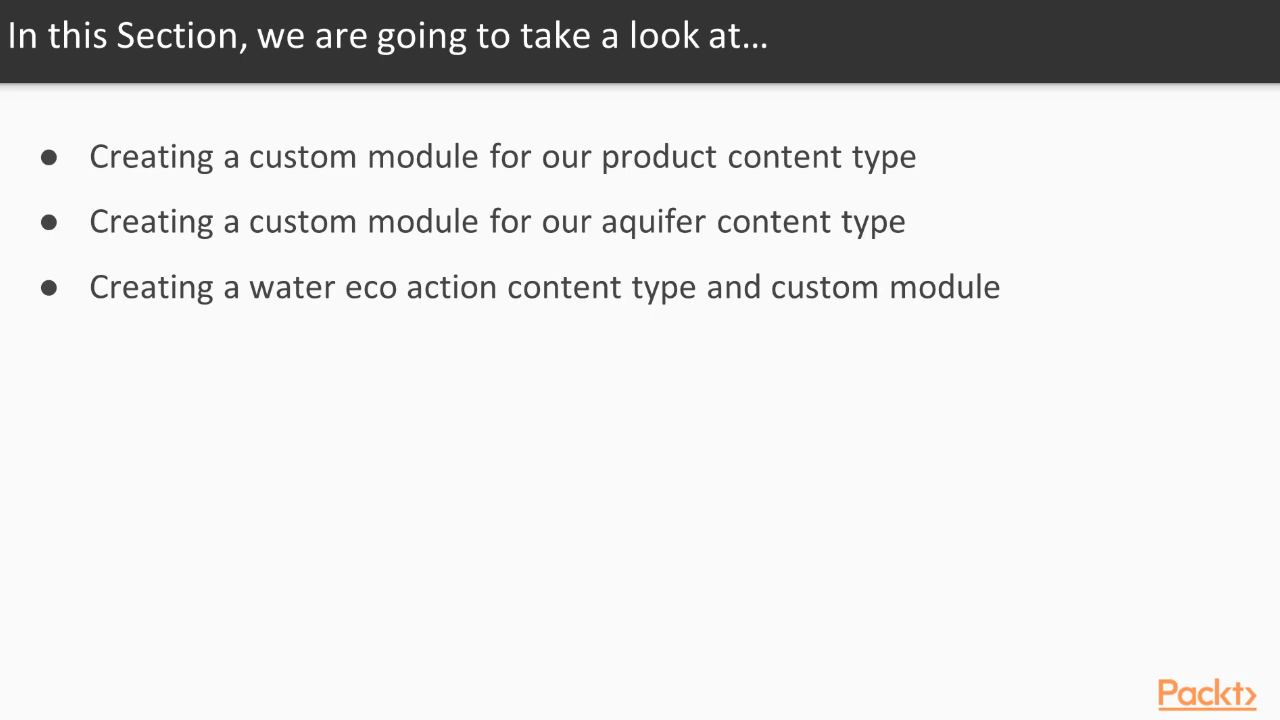 In this Section, we are going to take a look at…
● Creating a custom module for our product content type
● Creating a custom module for our aquifer content type
● Creating a water eco action content type and custom module
Packt>